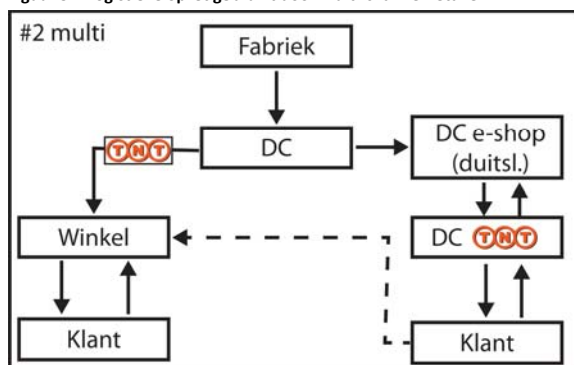 #2 multi
Fabriek
TNT
DC
DC e-shop
(duitsl.)
Winkel
DC TNT
Klant
Klant